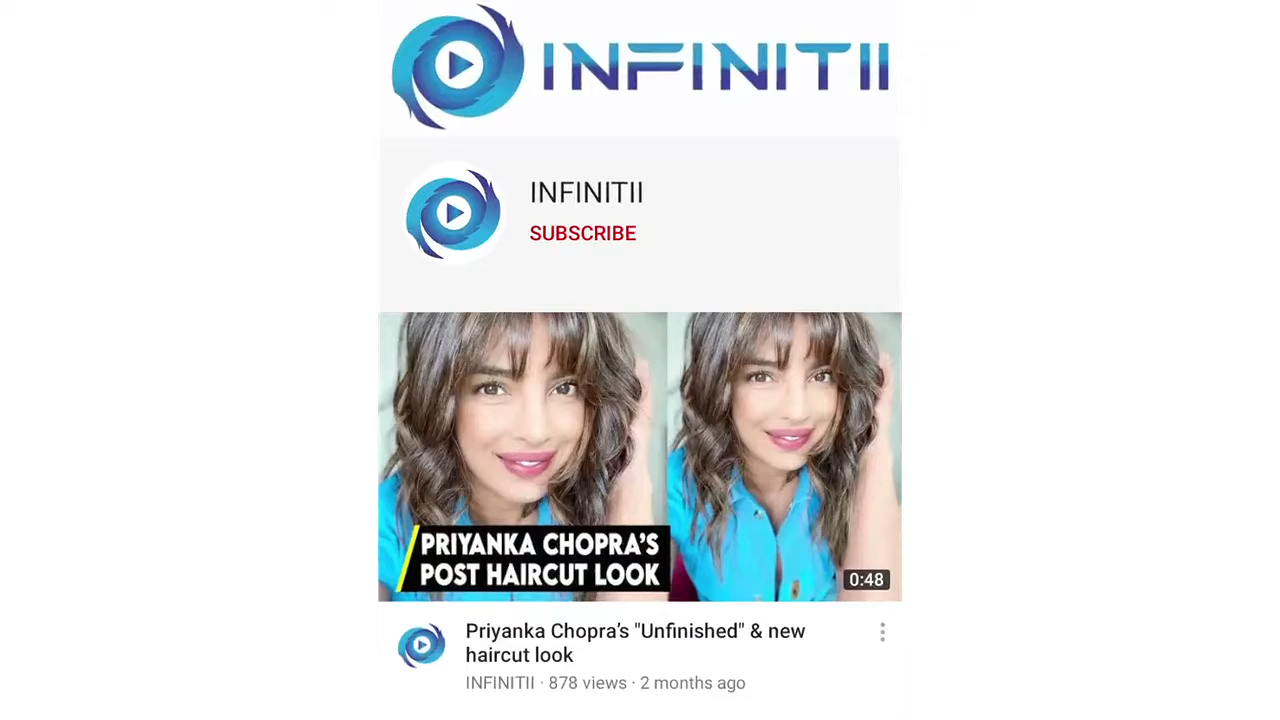 INFINITII
INFINITII
SUBSCRIBE
PRIYANKA CHOPRA'S
POST HAIRCUT LOOK
0:48
Priyanka Chopra’s "Unfinished" & new
haircut look
INFINITII · 878 views · 2 months ago